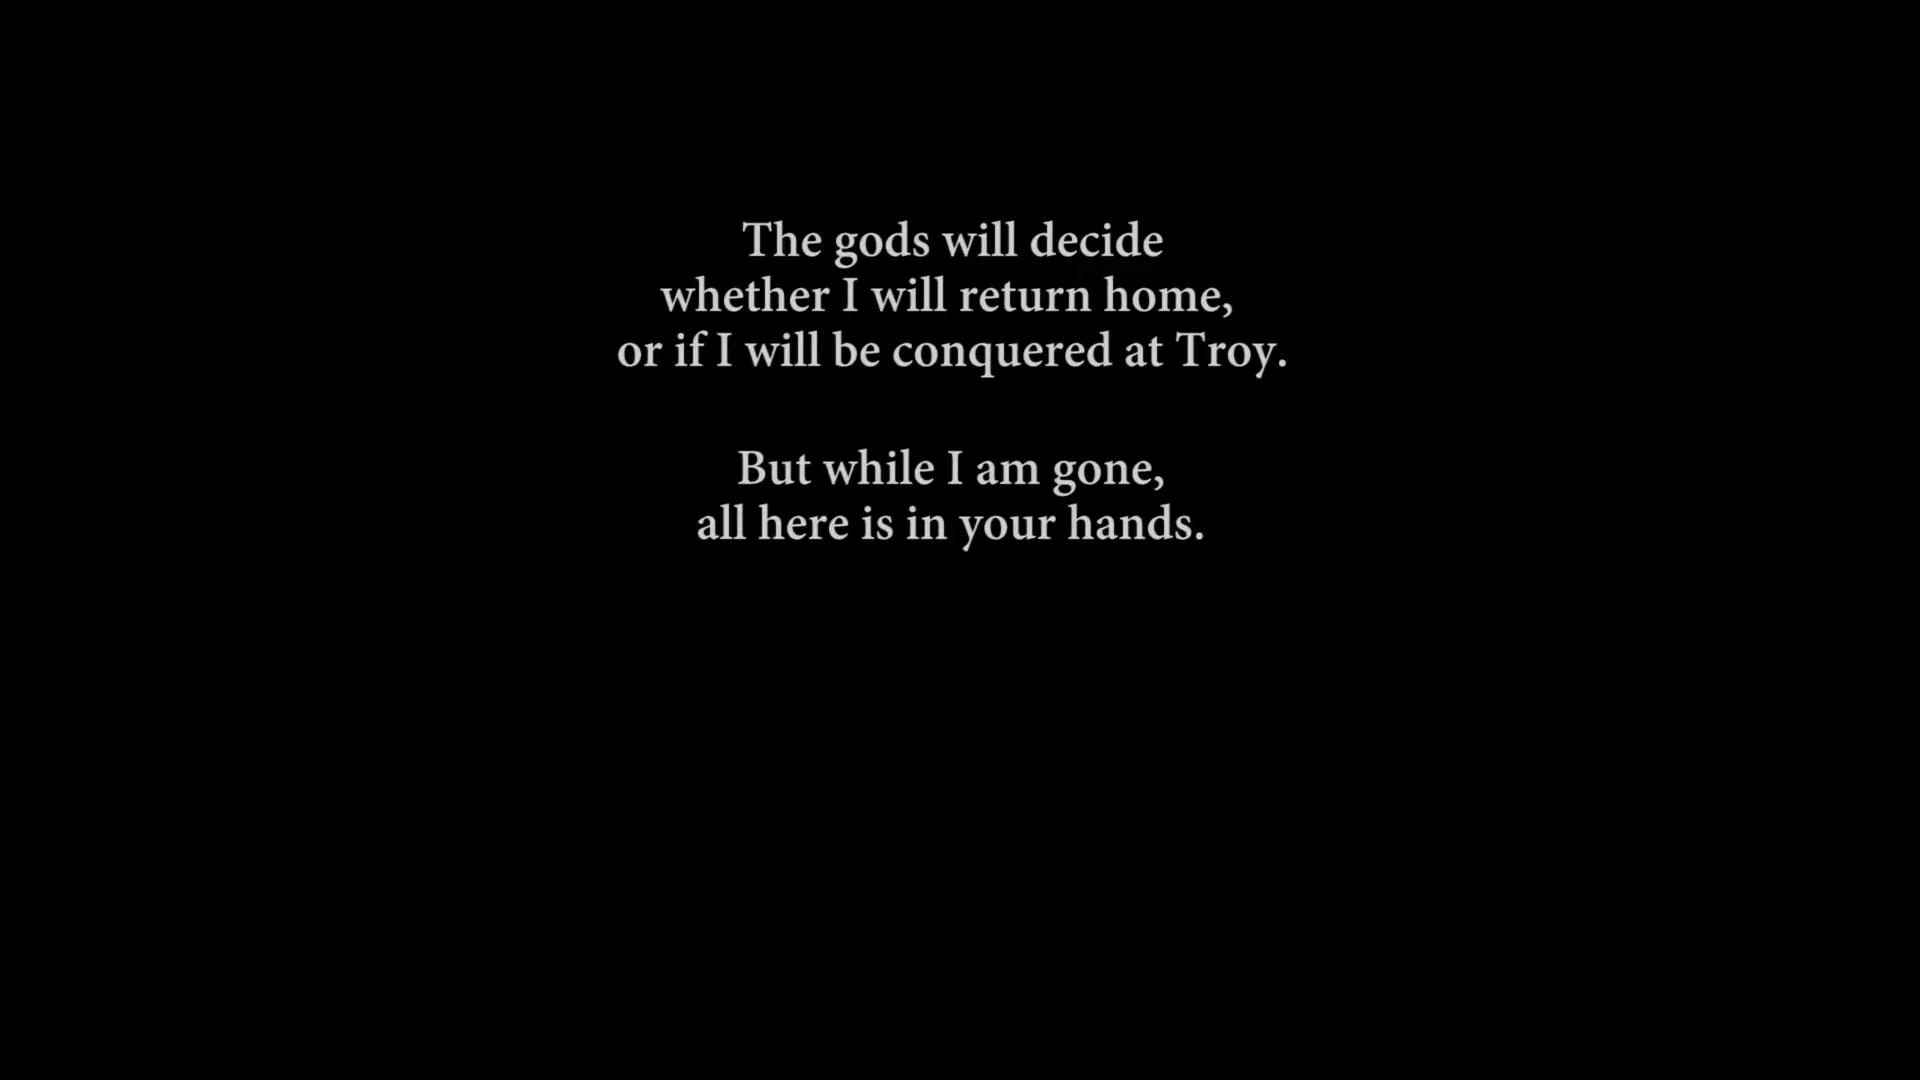 The gods will decide
whether I will return home,
or if I will be conquered at Troy.
But while I am gone,
all here is in your hands.